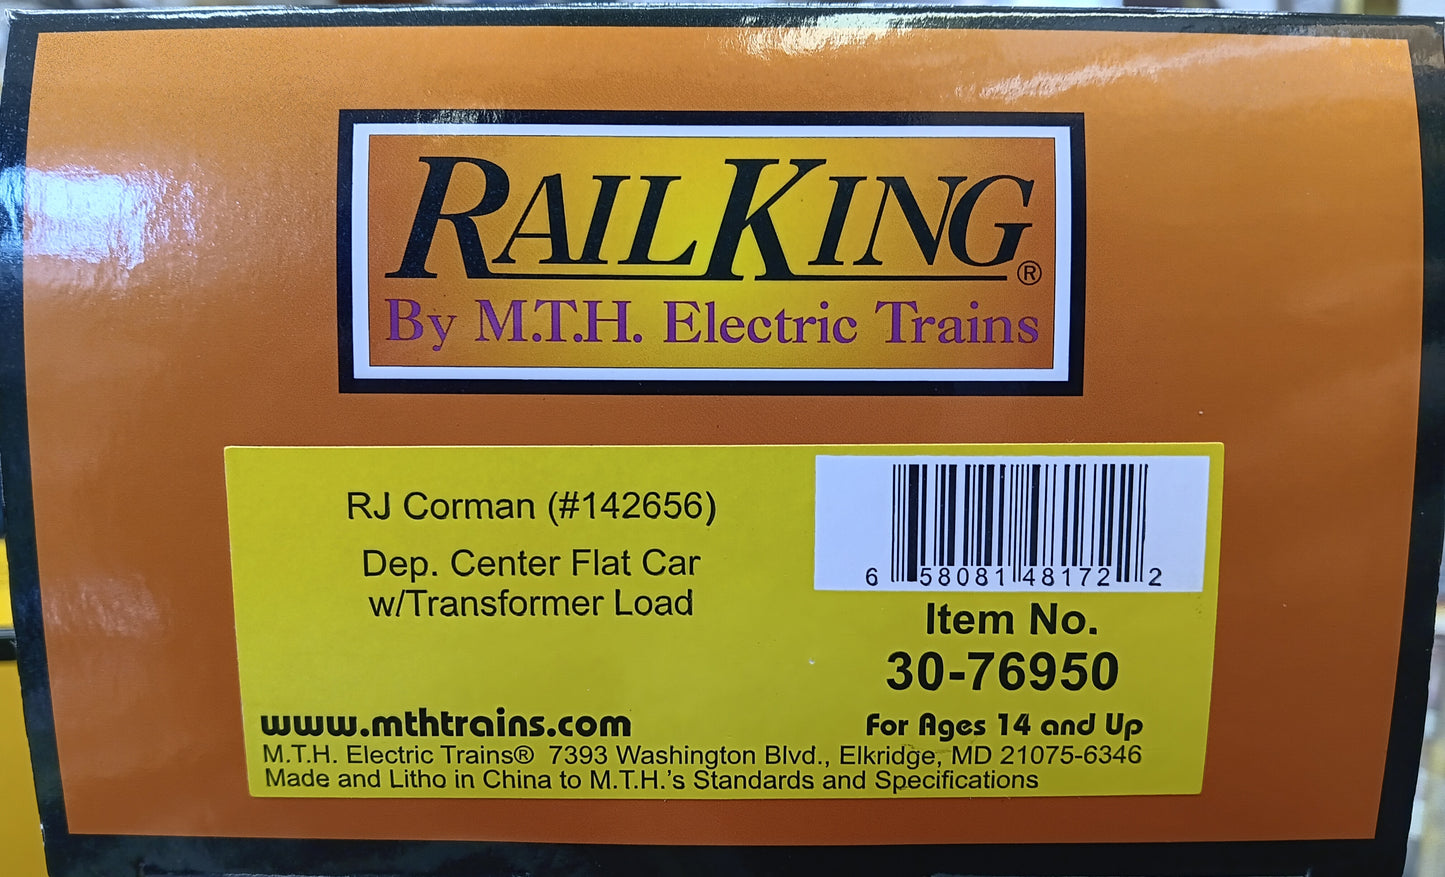 RAILKING®
By M.T.H. Electric Trains
RJ Corman (#142656)
Dep. Center Flat Car
w/Transformer Load
6 58081 48172 2
Item No.
30-76950
www.mthtrains.com
For Ages 14 and Up
M.T.H. Electric Trains® 7393 Washington Blvd., Elkridge, MD 21075-6346
Made and Litho in China to M.T.H.'s Standards and Specifications